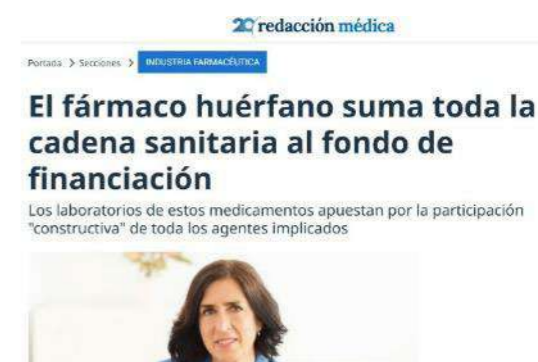 20 redacción médica
Portada > Secciones > INDUSTRIA FARMACÉUTICA
El fármaco huérfano suma toda la
cadena sanitaria al fondo de
financiación
Los laboratorios de estos medicamentos apuestan por la participación
"constructiva" de toda los agentes implicados